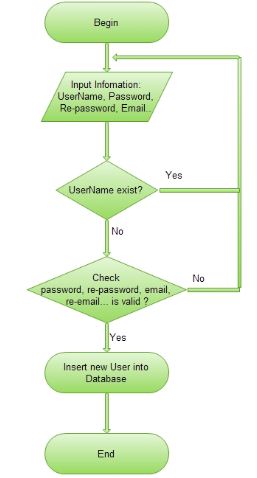 Begin
Input Infomation:
UserName, Password,
Re-password, Email...
UserName exist?
Yes
No
Check
password, re-password, email,
re-email... is valid ?
No
Yes
Insert new User into
Database
End